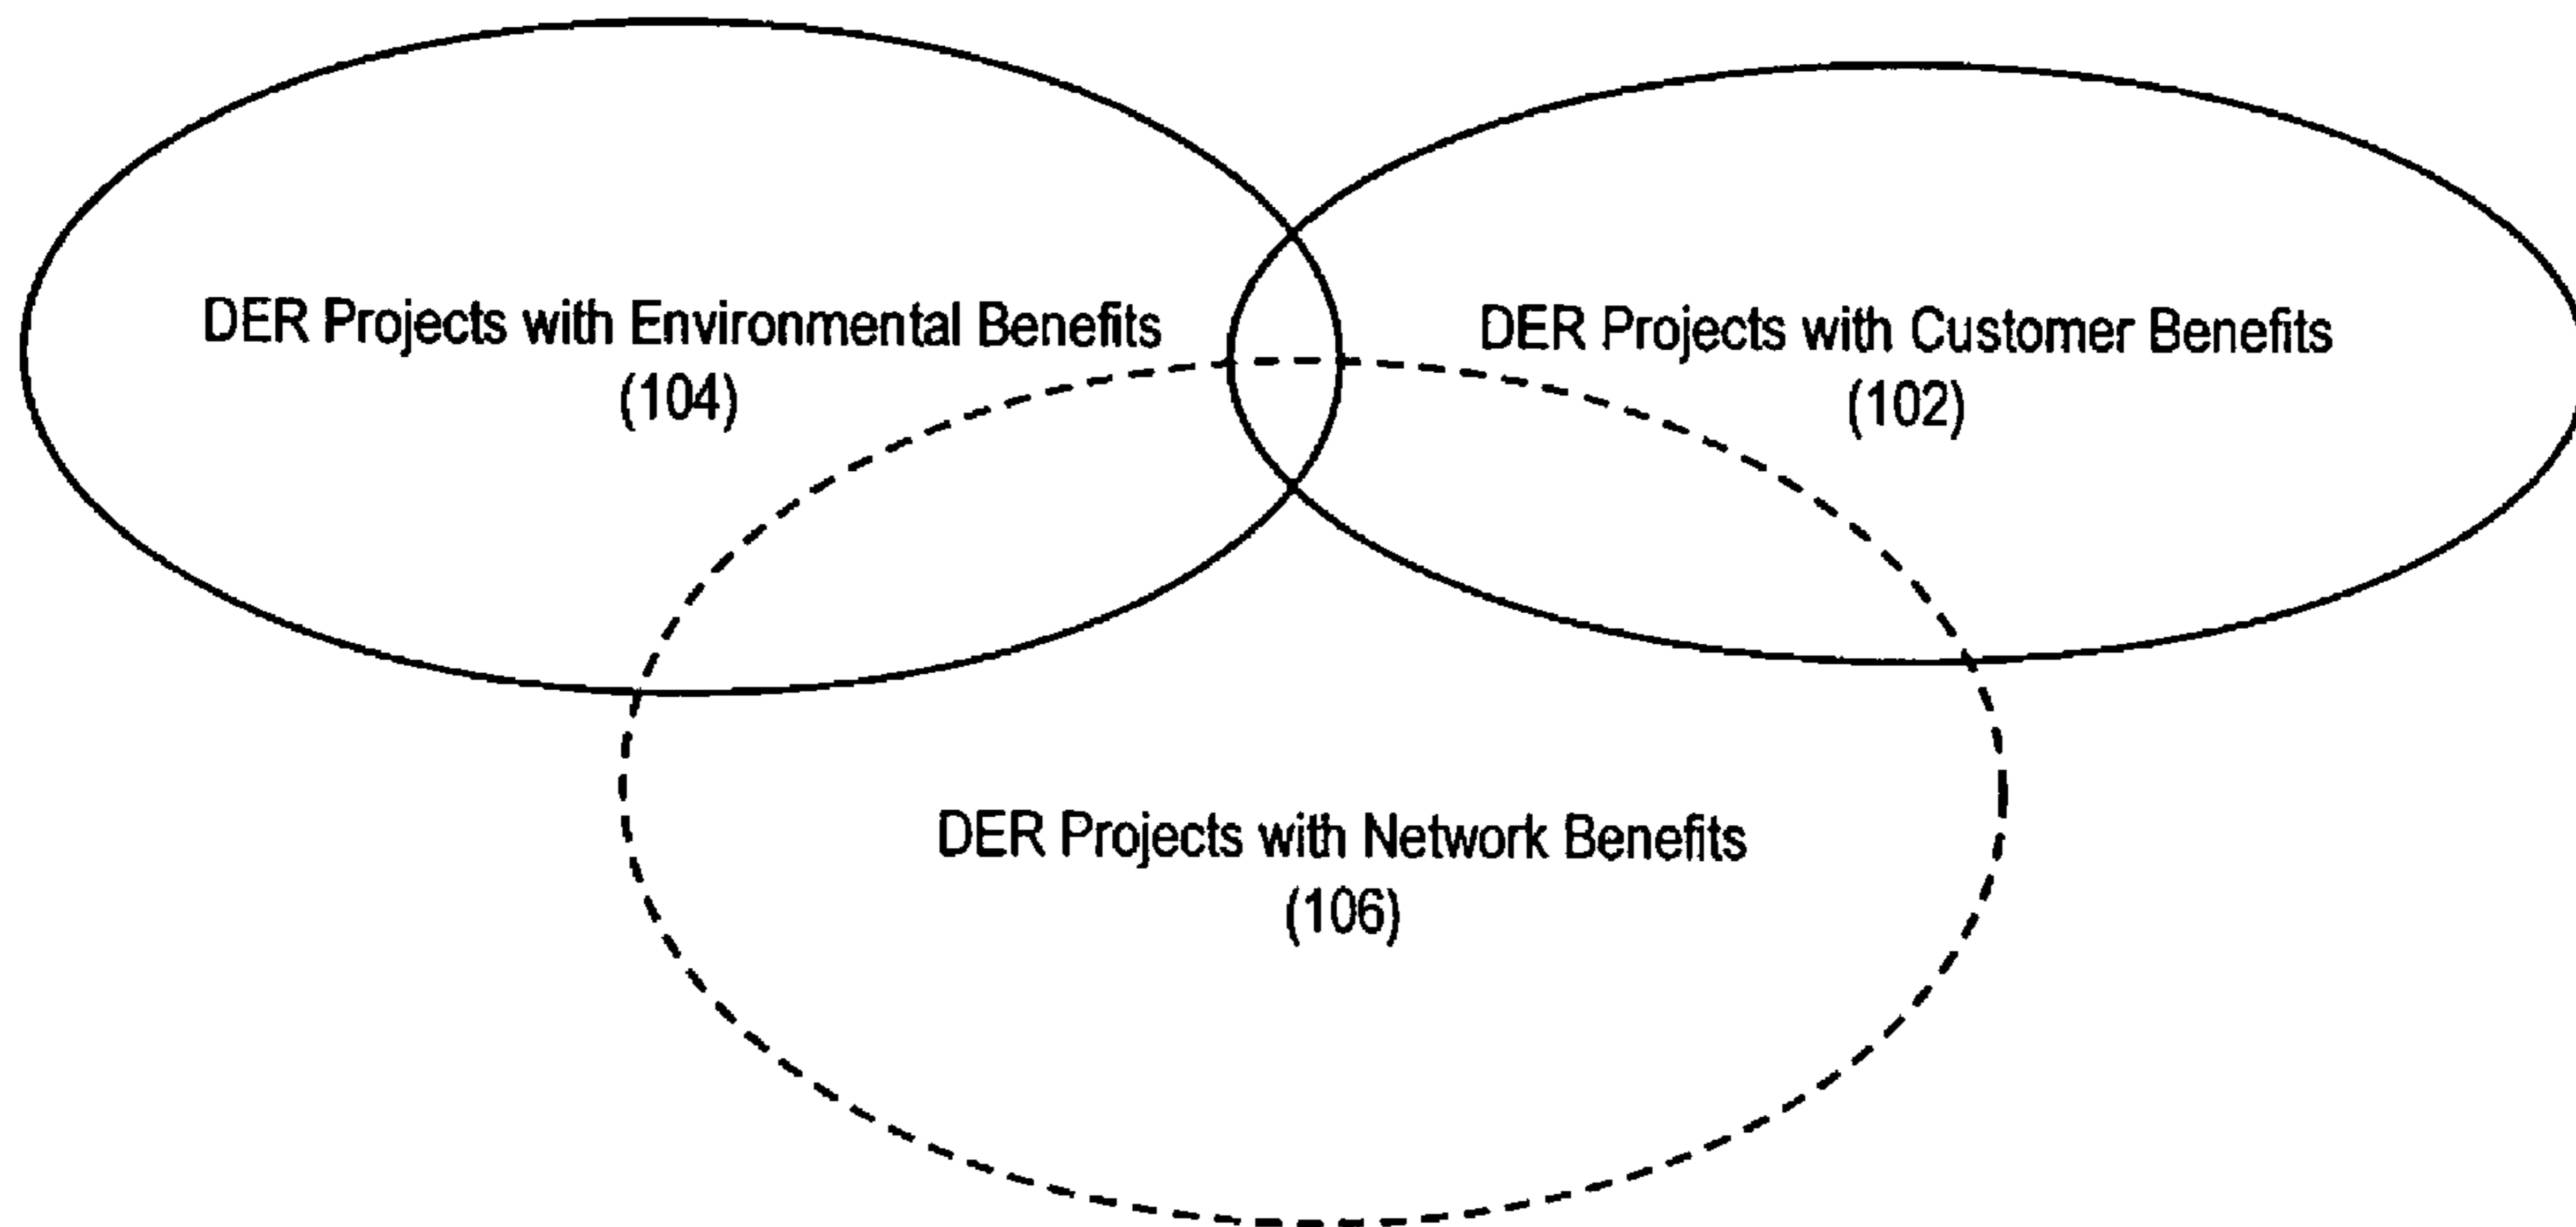 DER Projects with Environmental Benefits
(104)
DER Projects with Customer Benefits
(102)
DER Projects with Network Benefits
(106)